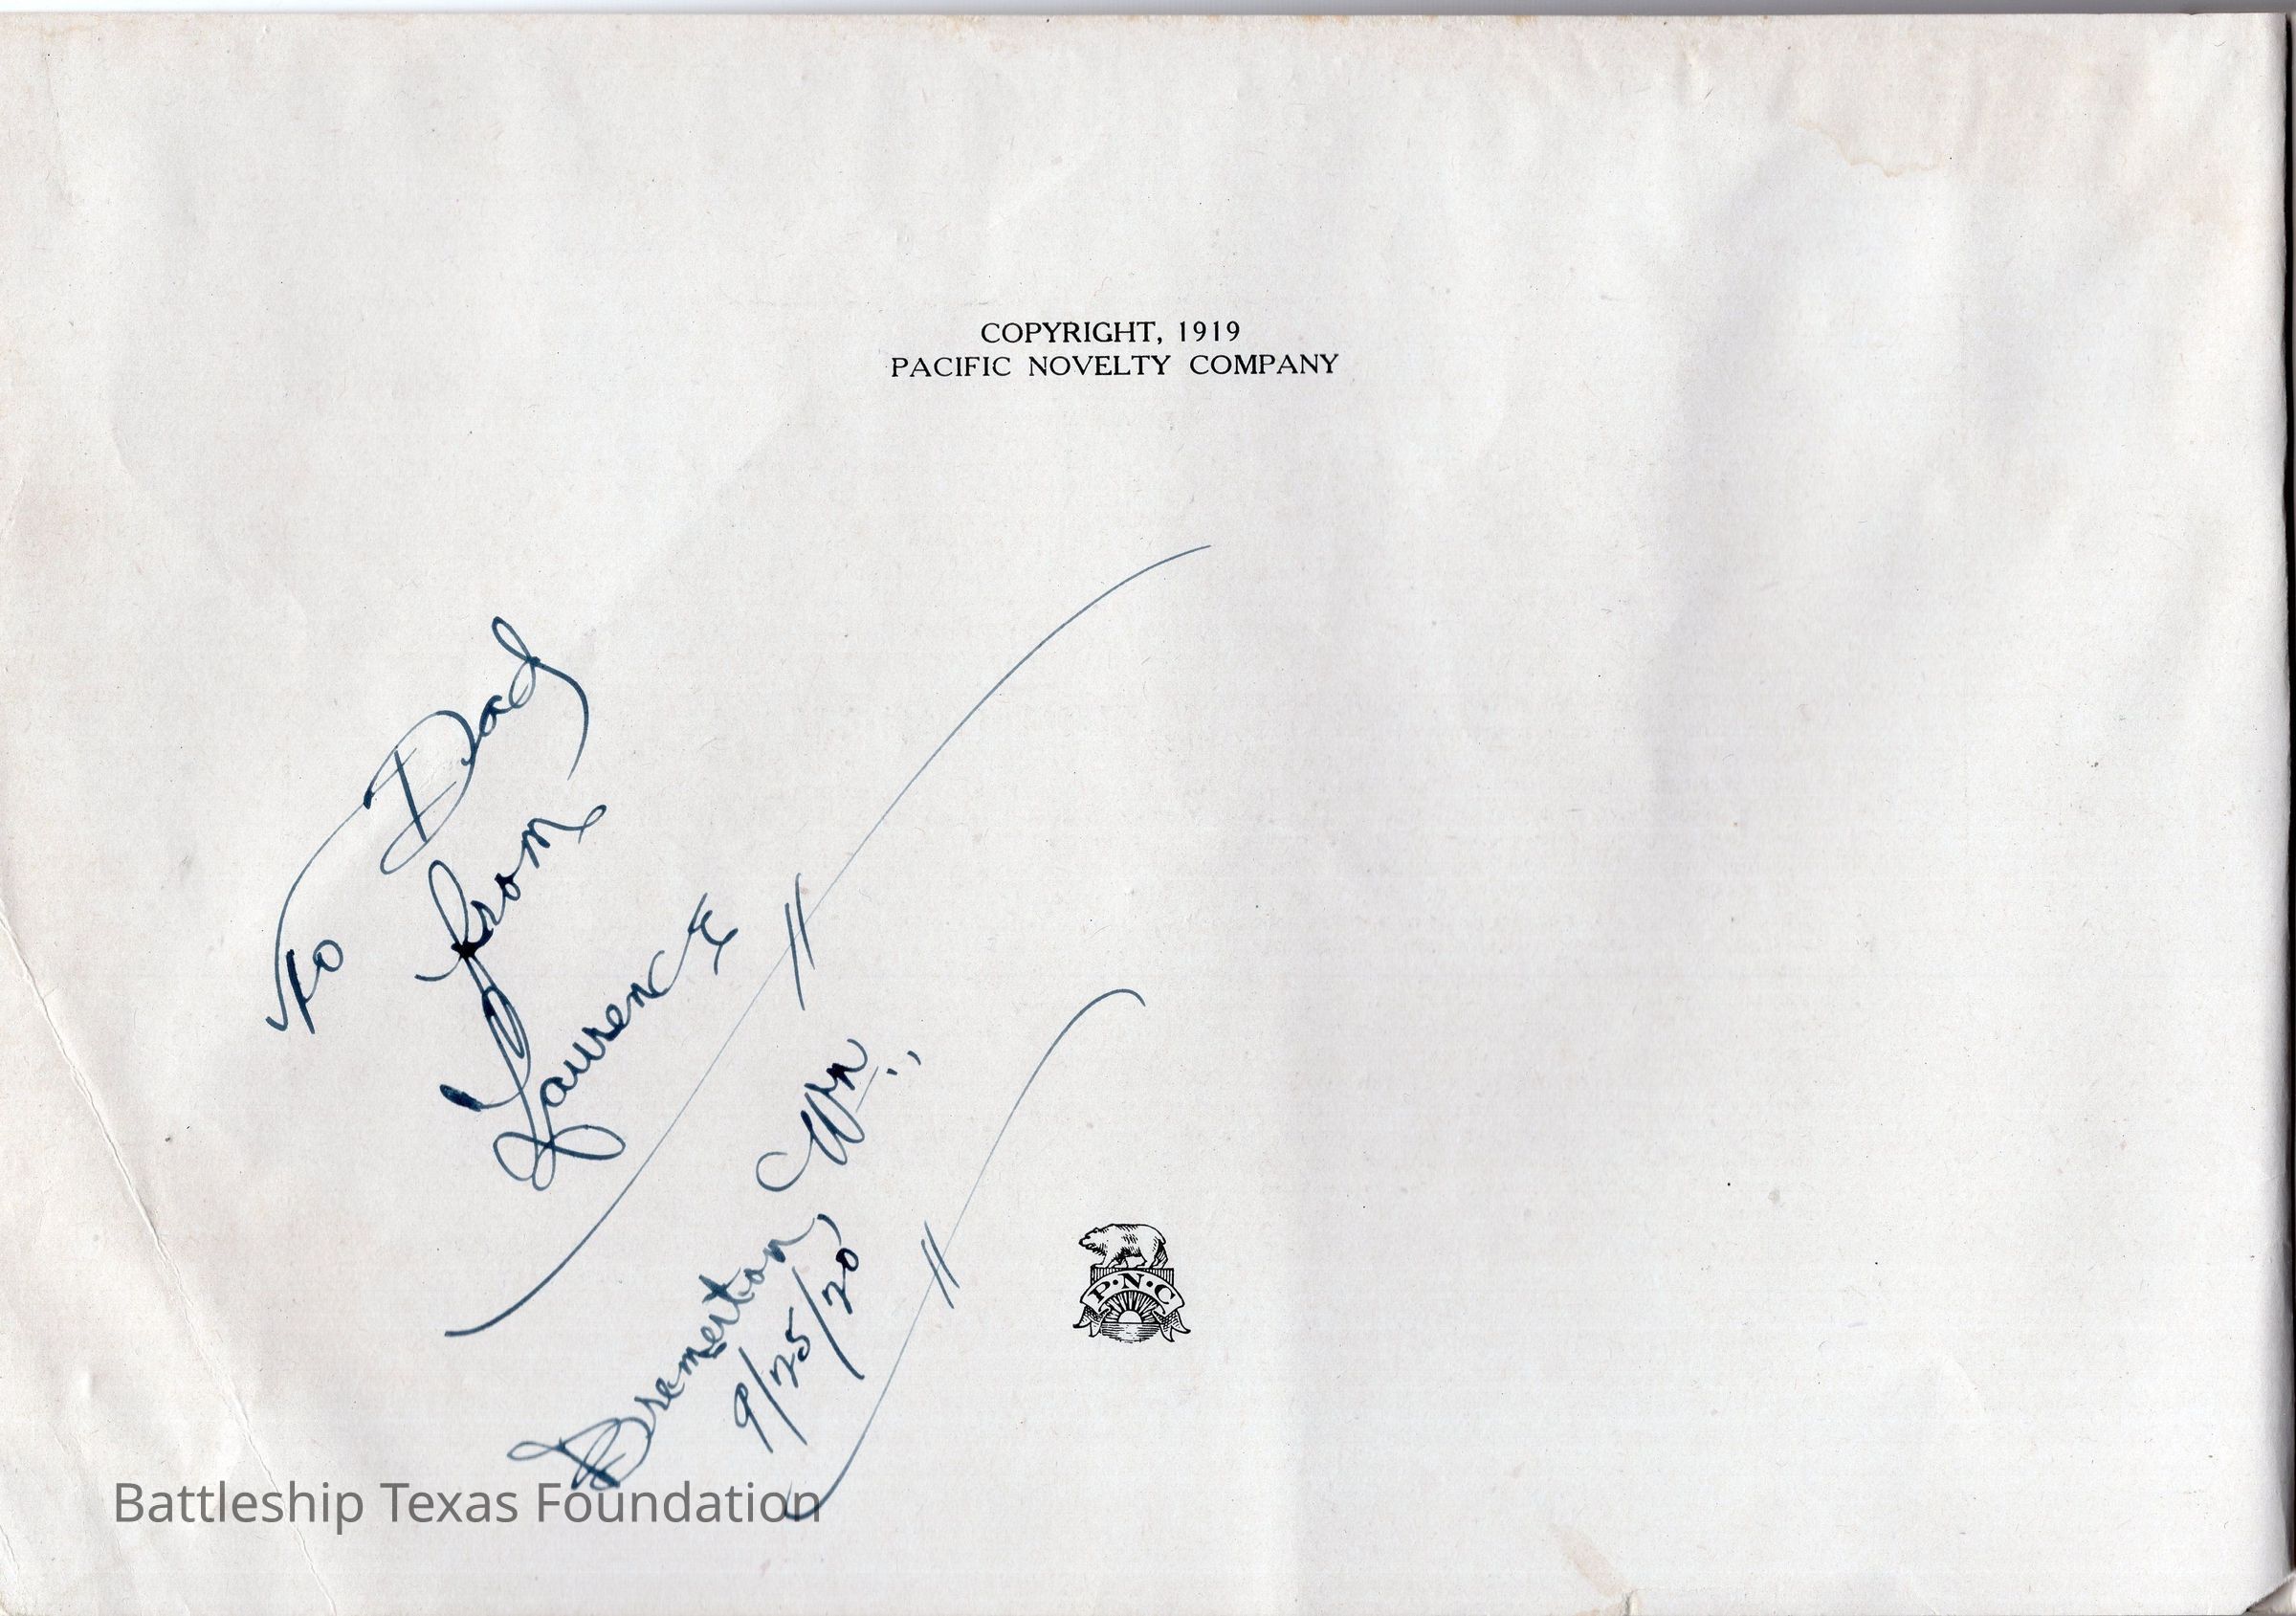 COPYRIGHT, 1919
PACIFIC NOVELTY COMPANY
To Dad
from
Laurence
Bremerton, Wn.,
9/25/20
P·N·C
Battleship Texas Foundation